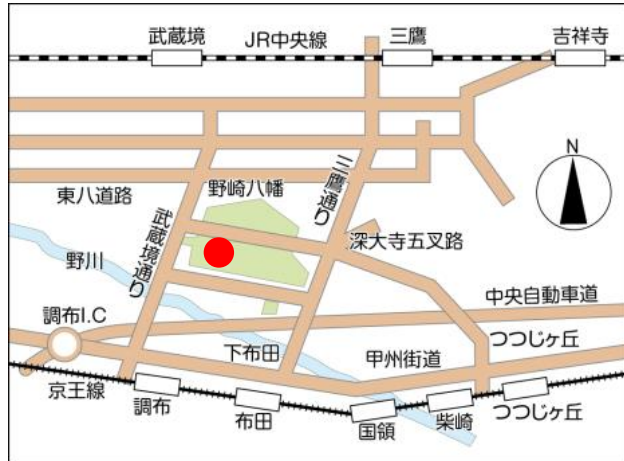 武蔵境
JR中央線
三鷹
吉祥寺
N
東八道路
野崎八幡
三鷹通り
武蔵境通り
深大寺五叉路
野川
中央自動車道
調布I.C
つつじヶ丘
下布田
甲州街道
京王線
調布
布田
国領
柴崎
つつじヶ丘